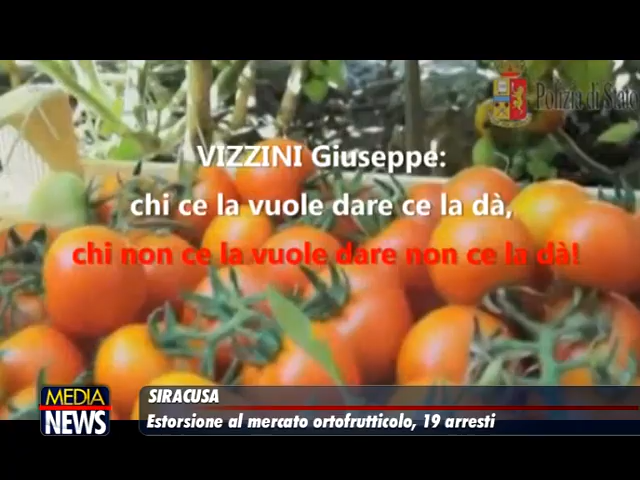 Polizia di Stato
VIZZINI Giuseppe:
chi ce la vuole dare ce la dà,
chi non ce la vuole dare non ce la dà!
MEDIA
NEWS
SIRACUSA
Estorsione al mercato ortofrutticolo, 19 arresti